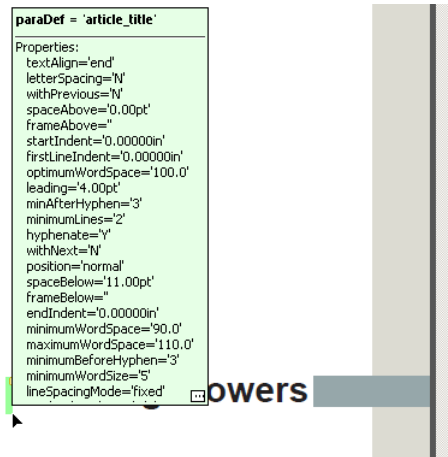 paraDef = 'article_title'
Properties:
textAlign='end'
letterSpacing='N'
withPrevious='N'
spaceAbove='0.00pt'
frameAbove=''
startIndent='0.00000in'
firstLineIndent='0.00000in'
optimumWordSpace='100.0'
leading='4.00pt'
minAfterHyphen='3'
minimumLines='2'
hyphenate='Y'
withNext='N'
position='normal'
spaceBelow='11.00pt'
frameBelow=''
endIndent='0.00000in'
minimumWordSpace='90.0'
maximumWordSpace='110.0'
minimumBeforeHyphen='3'
minimumWordSize='5'
lineSpacingMode='fixed'
owers